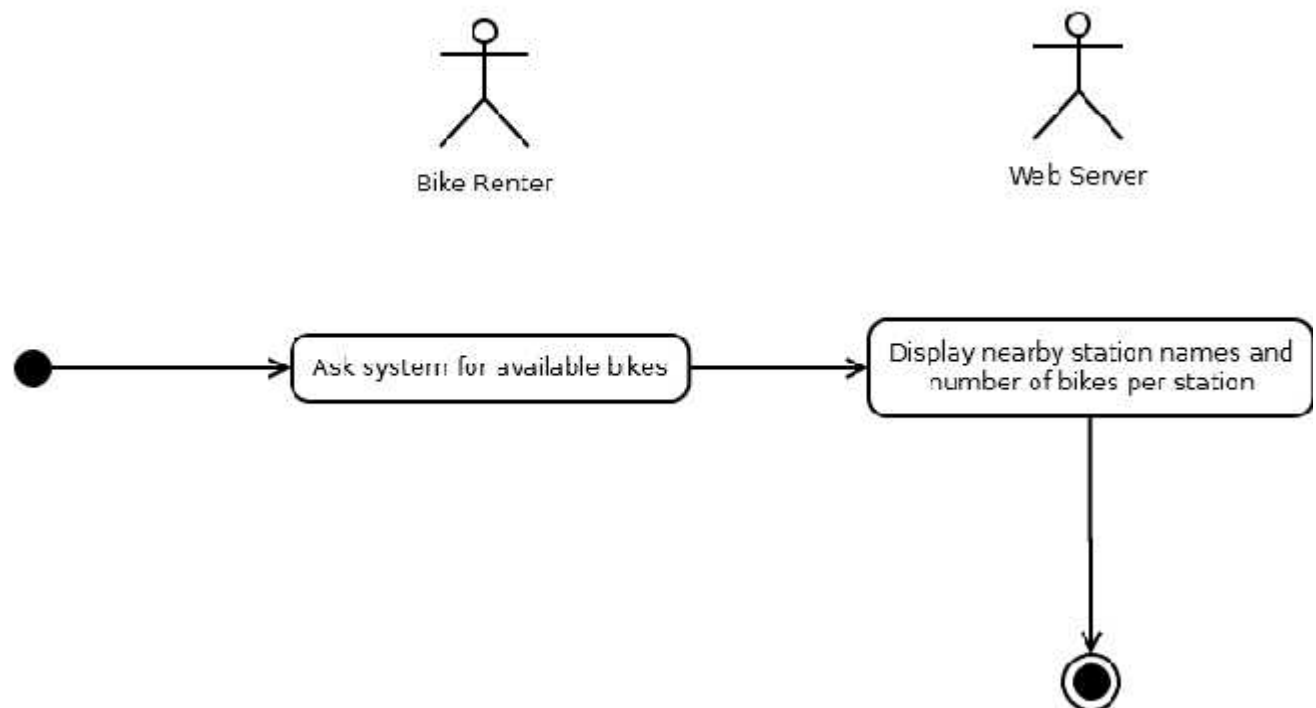 Bike Renter
Web Server
Ask system for available bikes
Display nearby station names and
number of bikes per station